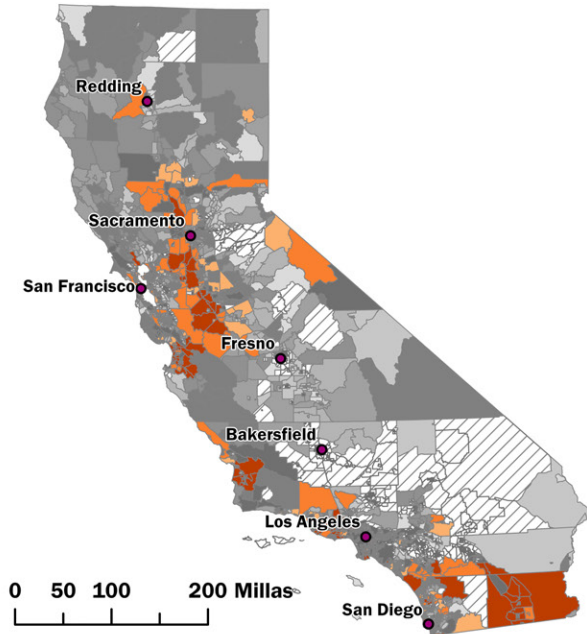 Redding
Sacramento
San Francisco
Fresno
Bakersfield
Los Angeles
0 50 100 200 Millas
San Diego